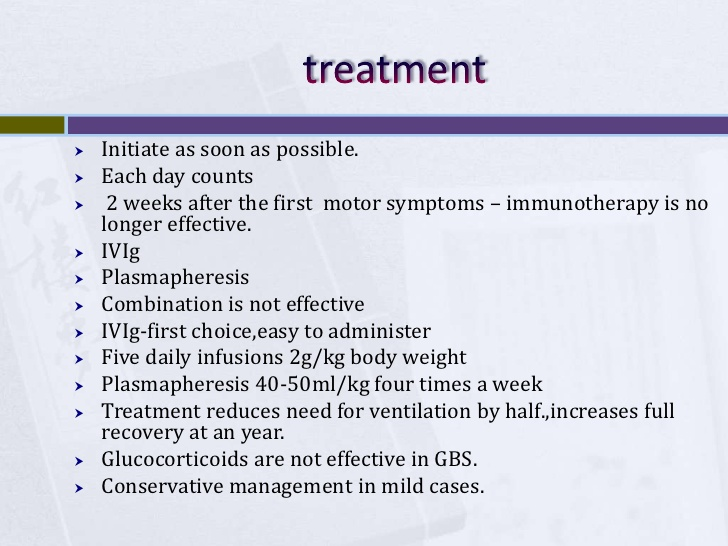 treatment
Initiate as soon as possible.
Each day counts
2 weeks after the first motor symptoms – immunotherapy is no
longer effective.
IVIg
Plasmapheresis
Combination is not effective
IVIg-first choice,easy to administer
Five daily infusions 2g/kg body weight
Plasmapheresis 40-50ml/kg four times a week
Treatment reduces need for ventilation by half.,increases full
recovery at an year.
Glucocorticoids are not effective in GBS.
Conservative management in mild cases.